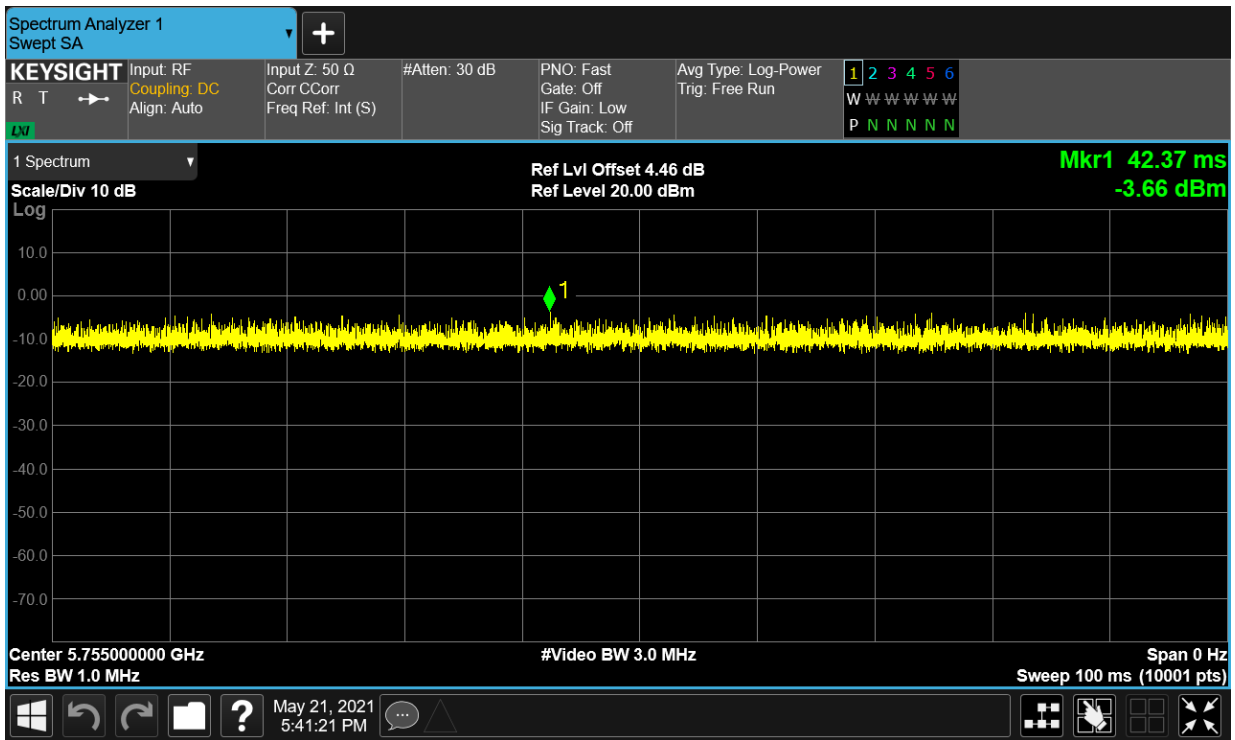 Spectrum Analyzer 1
Swept SA
KEYSIGHT
R T
LXI
Input: RF
Coupling: DC
Align: Auto
Input Z: 50 Ω
Corr CCorr
Freq Ref: Int (S)
#Atten: 30 dB
PNO: Fast
Gate: Off
IF Gain: Low
Sig Track: Off
Avg Type: Log-Power
Trig: Free Run
1 2 3 4 5 6
W W W W W W
P N N N N N
1 Spectrum
Scale/Div 10 dB
Log
Ref Lvl Offset 4.46 dB
Ref Level 20.00 dBm
Mkr1 42.37 ms
-3.66 dBm
10.0
0.00
-10.0
-20.0
-30.0
-40.0
-50.0
-60.0
-70.0
1
Center 5.755000000 GHz
Res BW 1.0 MHz
#Video BW 3.0 MHz
Span 0 Hz
Sweep 100 ms (10001 pts)
May 21, 2021
5:41:21 PM